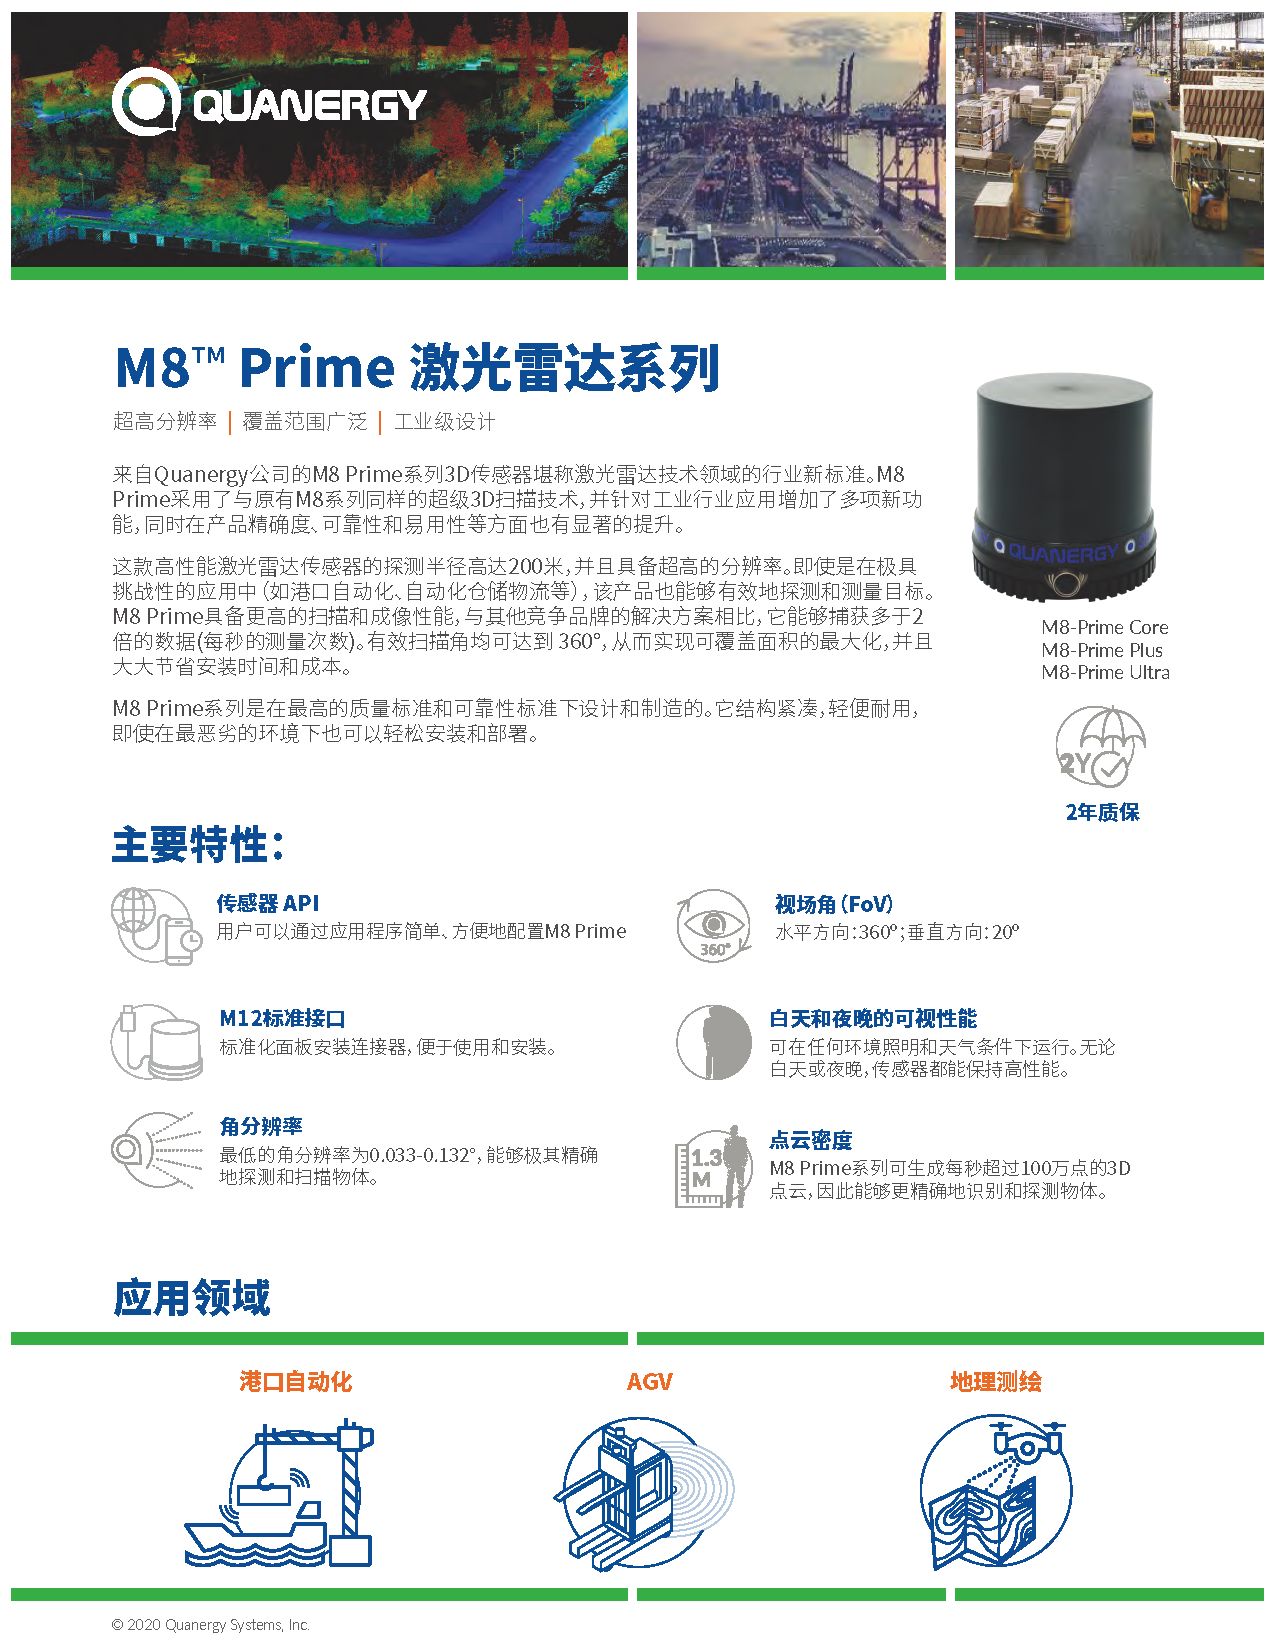 QUANERGY
M8™ Prime 激光雷达系列
超高分辨率 | 覆盖范围广泛 | 工业级设计
来自Quanergy公司的M8 Prime系列3D传感器堪称激光雷达技术领域的行业新标准。M8
Prime采用了与原有M8系列同样的超级3D扫描技术，并针对工业行业应用增加了多项新功
能，同时在产品精确度、可靠性和易用性等方面也有显著的提升。
这款高性能激光雷达传感器的探测半径高达200米，并且具备超高的分辨率。即使是在极具
挑战性的应用中（如港口自动化、自动化仓储物流等），该产品也能够有效地探测和测量目标。
M8 Prime具备更高的扫描和成像性能，与其他竞争品牌的解决方案相比，它能够捕获多于2
倍的数据(每秒的测量次数)。有效扫描角均可达到 360°，从而实现可覆盖面积的最大化，并且
大大节省安装时间和成本。
M8 Prime系列是在最高的质量标准和可靠性标准下设计和制造的。它结构紧凑，轻便耐用，
即使在最恶劣的环境下也可以轻松安装和部署。
QUANERGY
M8-Prime Core
M8-Prime Plus
M8-Prime Ultra
2Y
2年质保
主要特性：
传感器 API
用户可以通过应用程序简单、方便地配置M8 Prime
360°
视场角（FoV）
水平方向：360º；垂直方向：20º
M12标准接口
标准化面板安装连接器，便于使用和安装。
白天和夜晚的可视性能
可在任何环境照明和天气条件下运行。无论
白天或夜晚，传感器都能保持高性能。
角分辨率
最低的角分辨率为0.033-0.132°，能够极其精确
地探测和扫描物体。
1.3
M
点云密度
M8 Prime系列可生成每秒超过100万点的3D
点云，因此能够更精确地识别和探测物体。
应用领域
港口自动化
AGV
地理测绘
© 2020 Quanergy Systems, Inc.